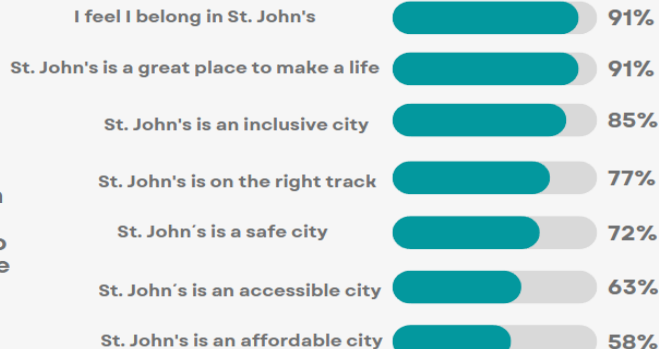 I feel I belong in St. John's 91%
St. John's is a great place to make a life 91%
St. John's is an inclusive city 85%
St. John's is on the right track 77%
St. John´s is a safe city 72%
St. John´s is an accessible city 63%
St. John's is an affordable city 58%